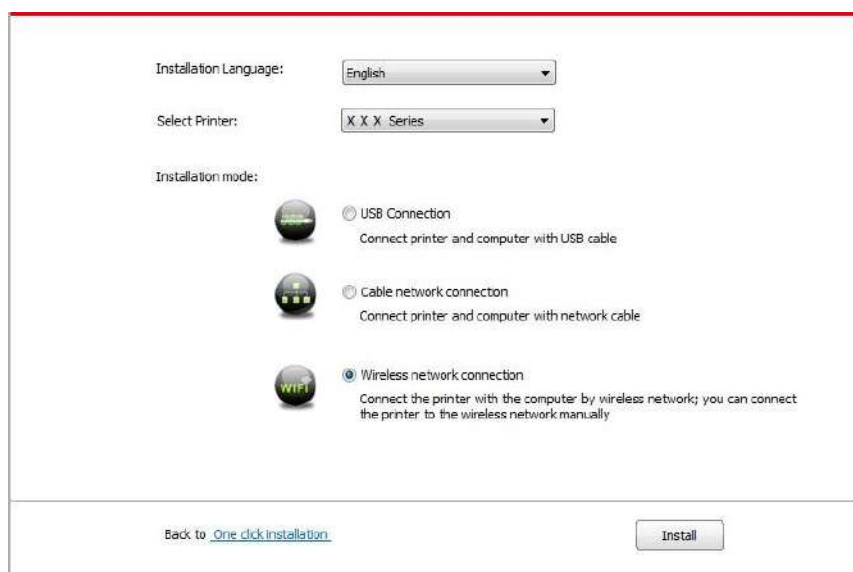 Installation Language:
English
Select Printer:
X X X Series
Installation mode:
USB Connection
Connect printer and computer with USB cable
Cable network connection
Connect printer and computer with network cable
WIFI
Wireless network connection
Connect the printer with the computer by wireless network; you can connect
the printer to the wireless network manually
Back to One click installation
Install